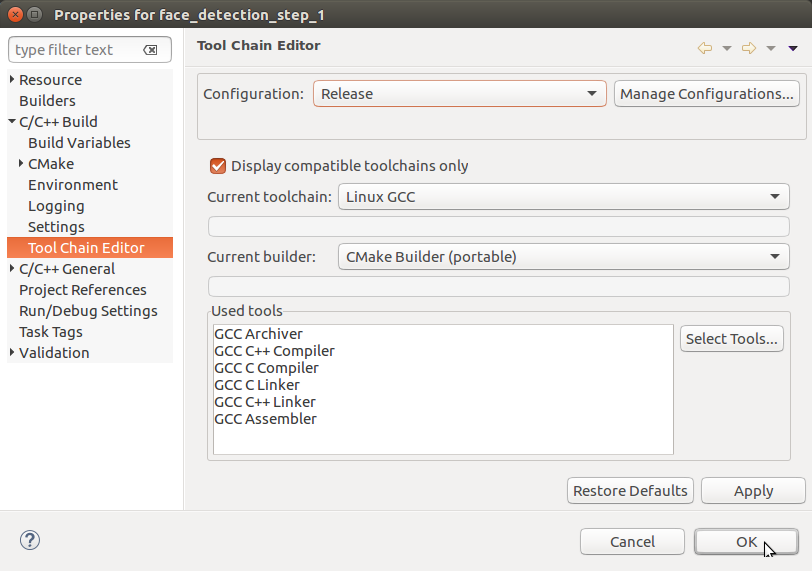 Properties for face_detection_step_1
type filter text
Resource
Builders
C/C++ Build
Build Variables
CMake
Environment
Logging
Settings
Tool Chain Editor
C/C++ General
Project References
Run/Debug Settings
Task Tags
Validation
Tool Chain Editor
Configuration: Release Manage Configurations...
Display compatible toolchains only
Current toolchain: Linux GCC
Current builder: CMake Builder (portable)
Used tools
GCC Archiver
GCC C++ Compiler
GCC C Compiler
GCC C Linker
GCC C++ Linker
GCC Assembler
Select Tools...
Restore Defaults Apply
? Cancel OK